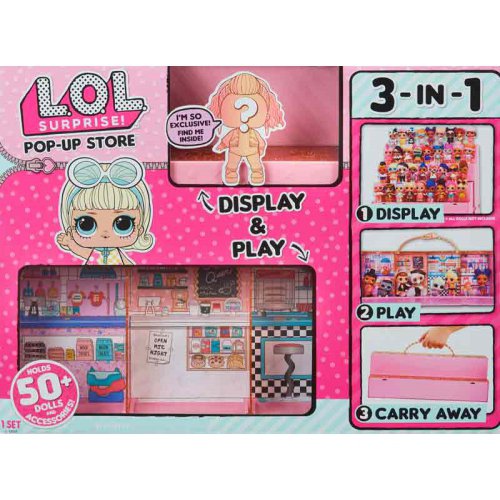 L.O.L.
SURPRISE!
POP-UP STORE
I'M SO
EXCLUSIVE!
FIND ME
INSIDE!
?
DISPLAY
&
PLAY
3-IN-1
1 DISPLAY
2 PLAY
3 CARRY AWAY
OPEN
MIC
NIGHT
HOLDS
50+
DOLLS
AND
ACCESSORIES!
1 SET